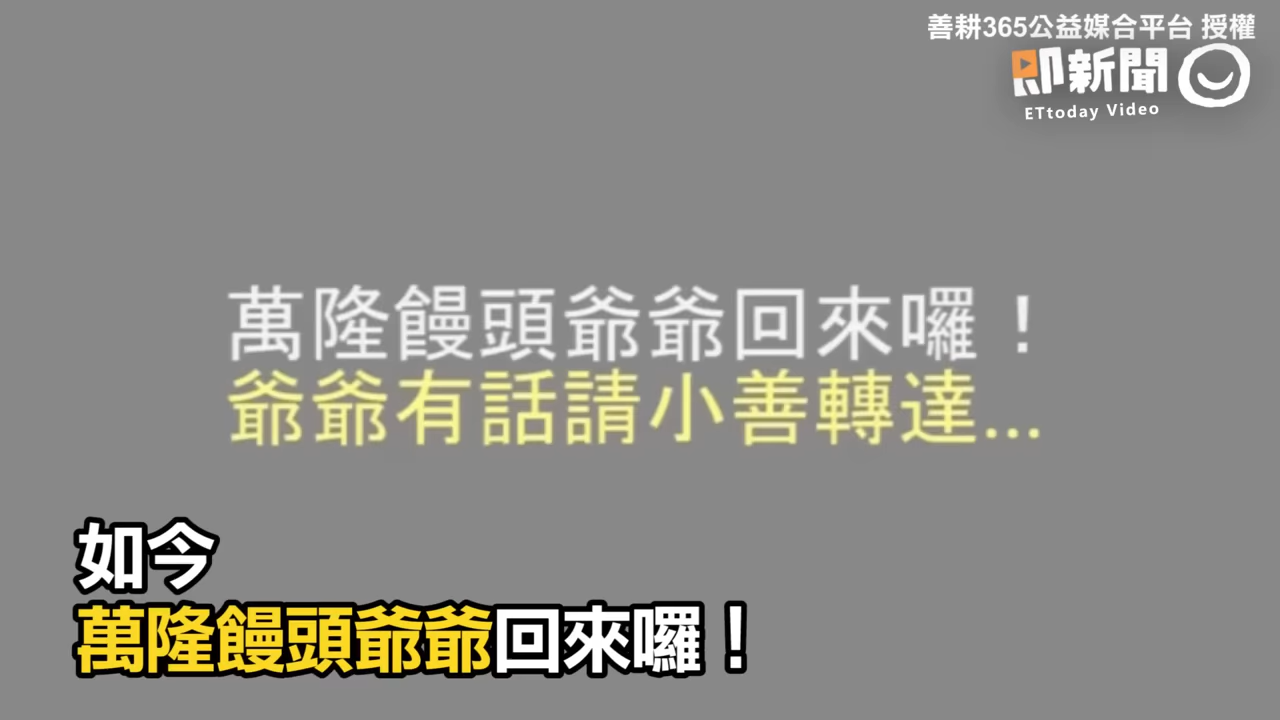 善耕365公益媒合平台 授權
即新聞
ETtoday Video
萬隆饅頭爺爺回來囉！
爺爺有話請小善轉達...
如今
萬隆饅頭爺爺回來囉！